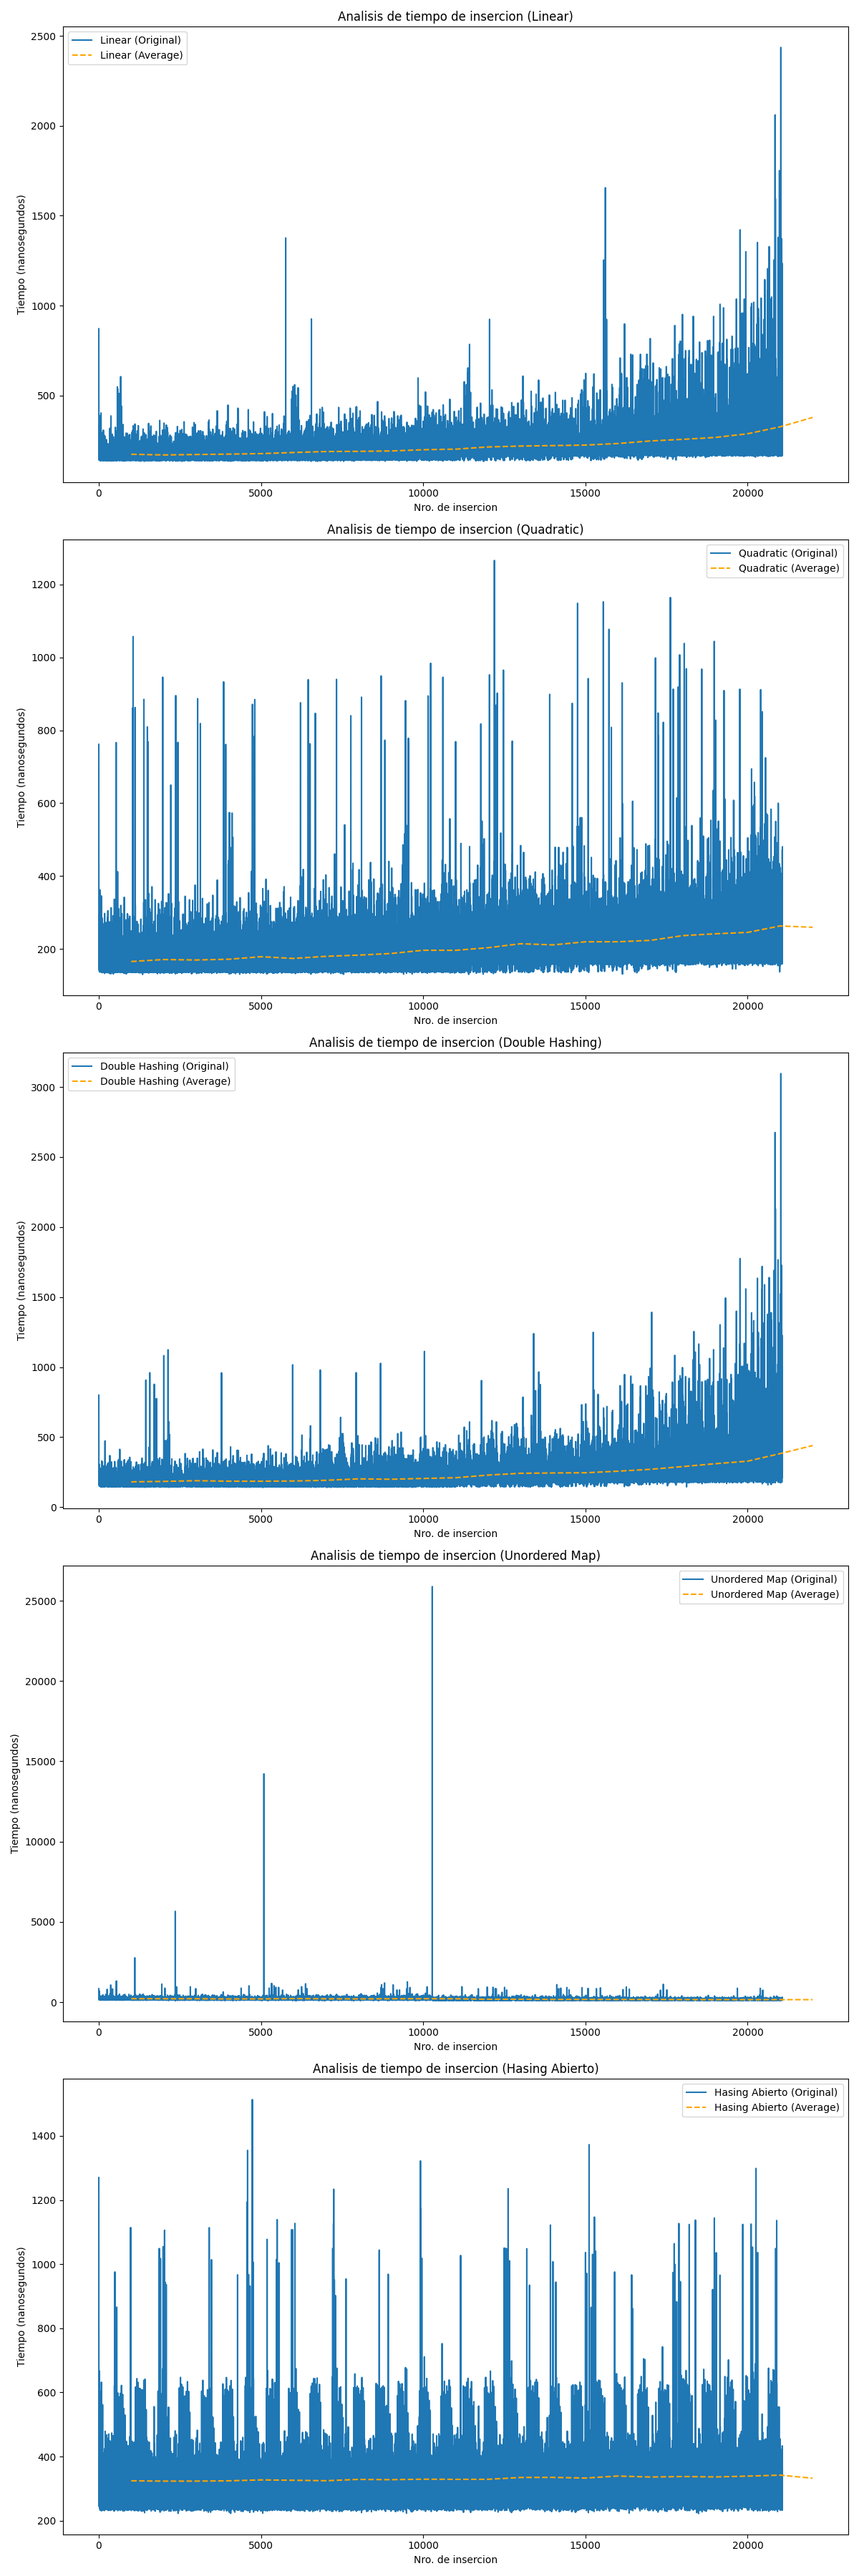 Analisis de tiempo de insercion (Linear)
Linear (Original)
Linear (Average)
Tiempo (nanosegundos)
2500
2000
1500
1000
500
0
5000
10000
15000
20000
Nro. de insercion
Analisis de tiempo de insercion (Quadratic)
Quadratic (Original)
Quadratic (Average)
Tiempo (nanosegundos)
1200
1000
800
600
400
200
0
5000
10000
15000
20000
Nro. de insercion
Analisis de tiempo de insercion (Double Hashing)
Double Hashing (Original)
Double Hashing (Average)
Tiempo (nanosegundos)
3000
2500
2000
1500
1000
500
0
0
5000
10000
15000
20000
Nro. de insercion
Analisis de tiempo de insercion (Unordered Map)
Unordered Map (Original)
Unordered Map (Average)
Tiempo (nanosegundos)
25000
20000
15000
10000
5000
0
0
5000
10000
15000
20000
Nro. de insercion
Analisis de tiempo de insercion (Hasing Abierto)
Hasing Abierto (Original)
Hasing Abierto (Average)
Tiempo (nanosegundos)
1400
1200
1000
800
600
400
200
0
5000
10000
15000
20000
Nro. de insercion